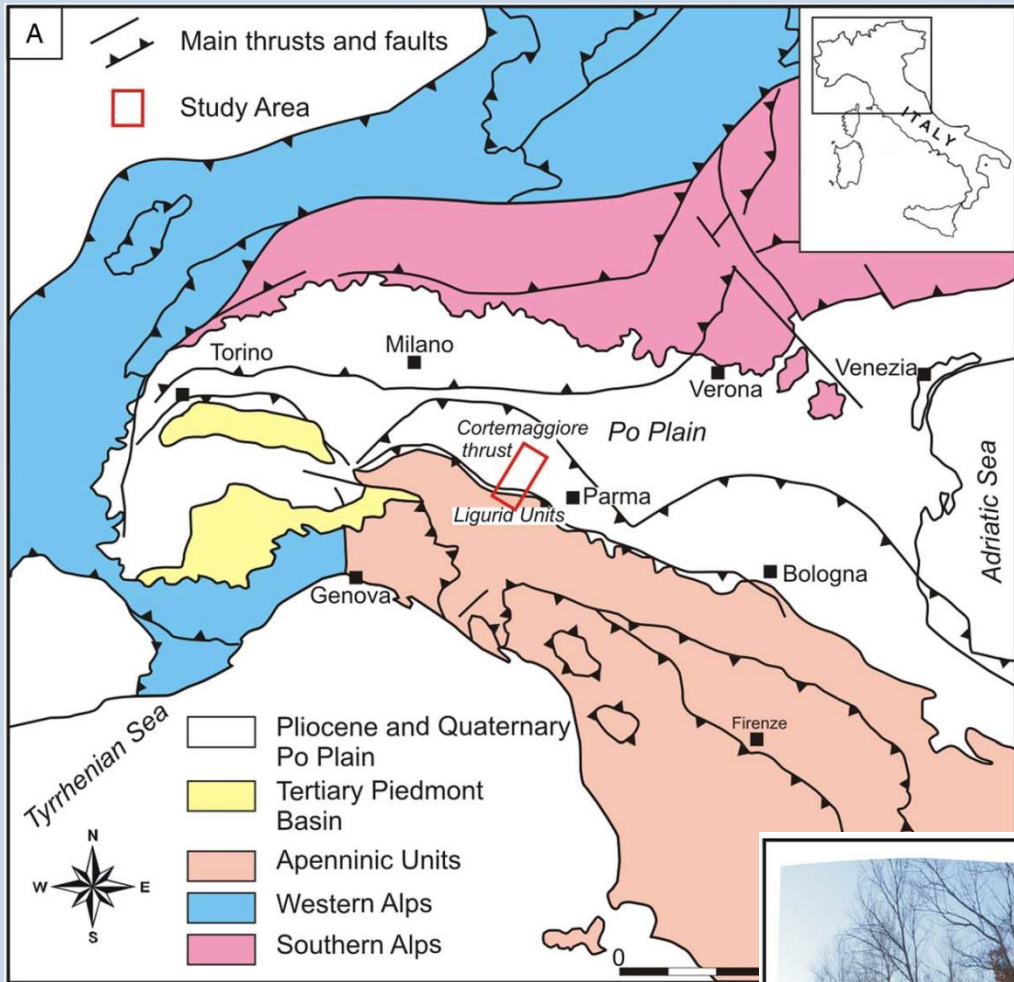 A
Main thrusts and faults
Study Area
ITALY
Torino
Milano
Verona
Venezia
Cortemaggiore
thrust
Po Plain
Parma
Ligurid Units
Adriatic Sea
Genova
Bologna
Firenze
Tyrrhenian Sea
Pliocene and Quaternary
Po Plain
Tertiary Piedmont
Basin
Apenninic Units
Western Alps
Southern Alps
N
W E
S
0